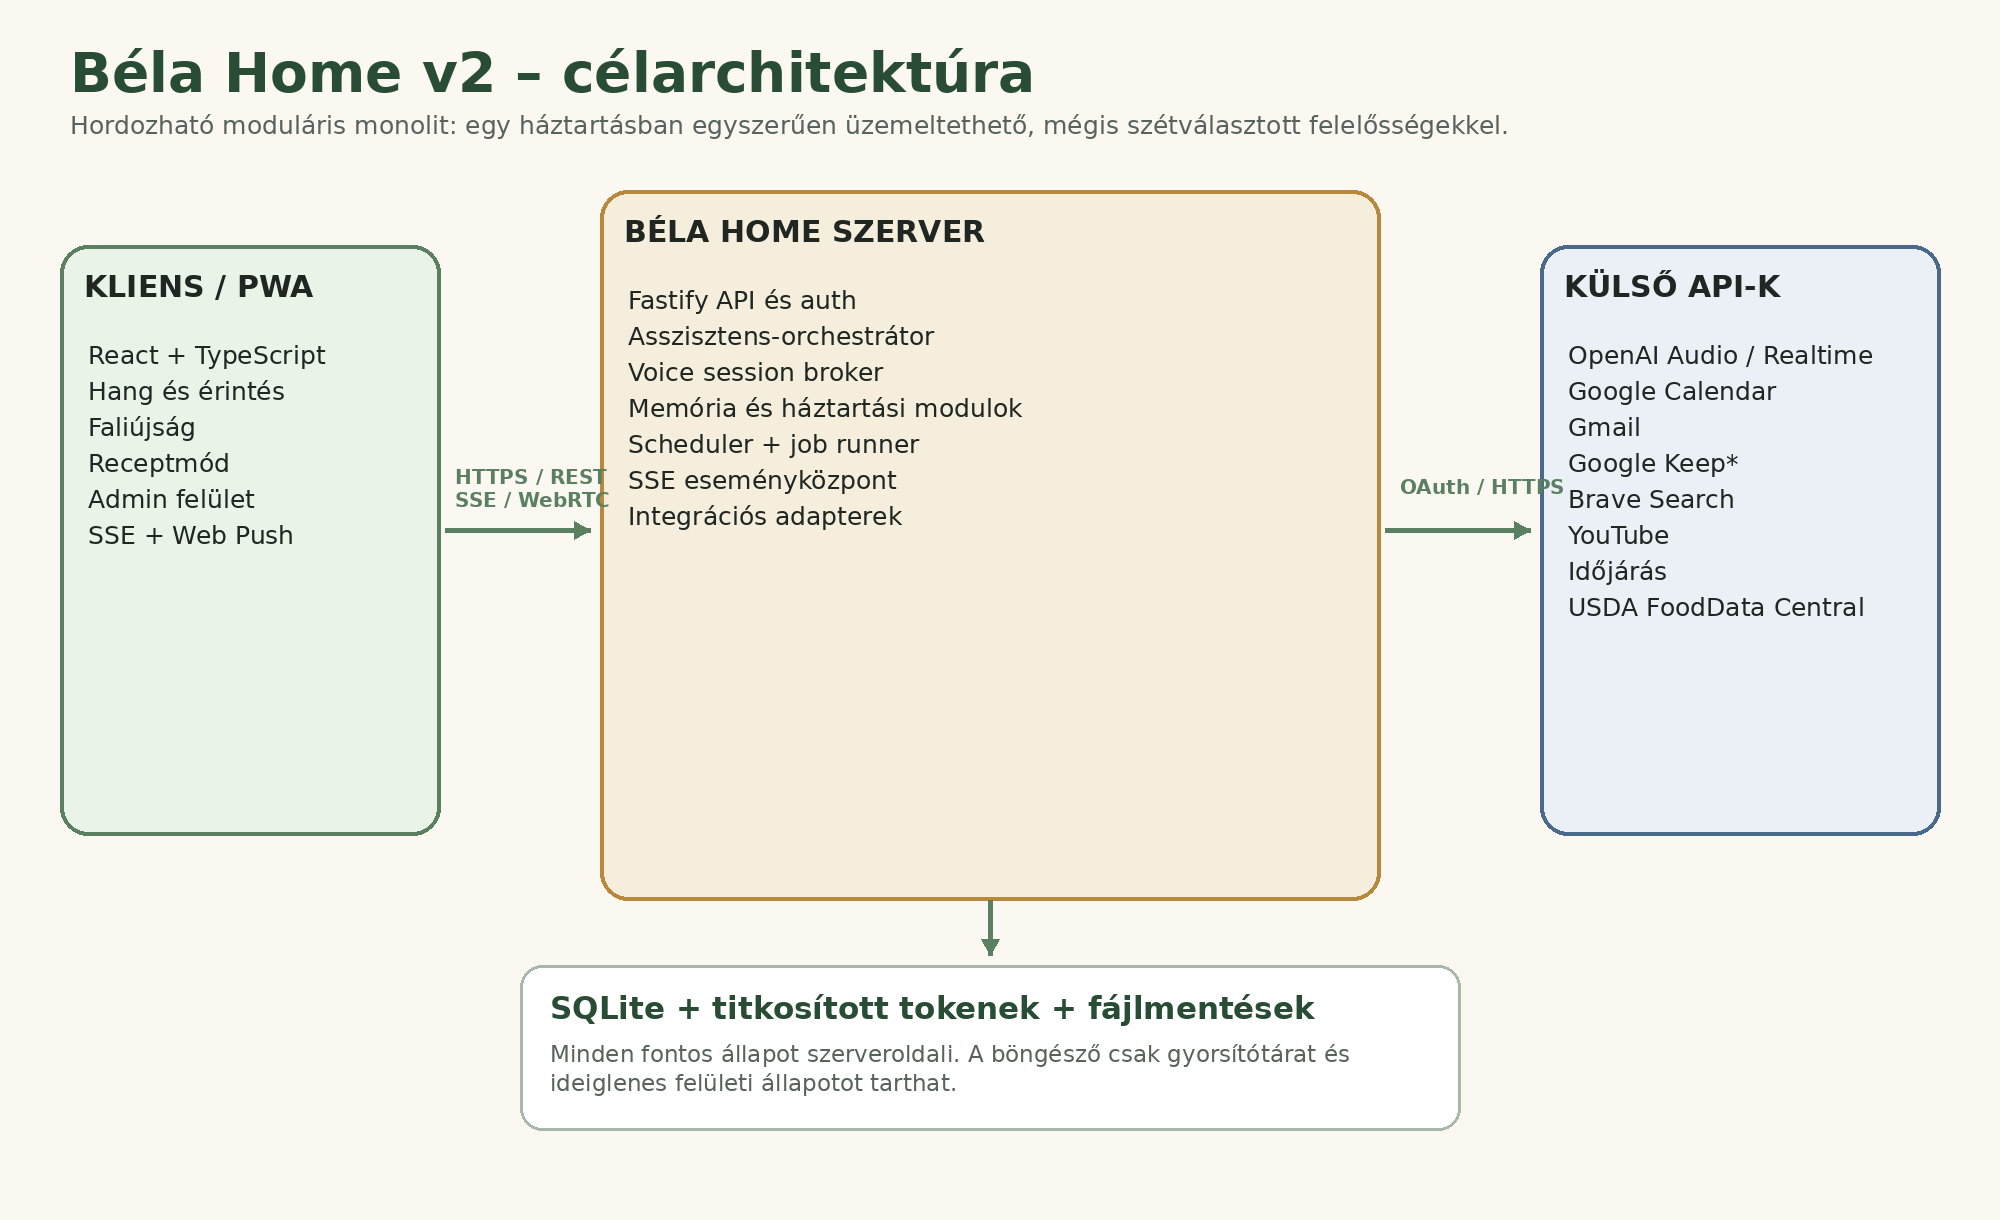 Béla Home v2 – célarchitektúra
Hordozható moduláris monolit: egy háztartásban egyszerűen üzemeltethető, mégis szétválasztott felelősségekkel.
KLIENS / PWA
React + TypeScript
Hang és érintés
Faliújság
Receptmód
Admin felület
SSE + Web Push
HTTPS / REST
SSE / WebRTC
BÉLA HOME SZERVER
Fastify API és auth
Asszisztens-orchestrátor
Voice session broker
Memória és háztartási modulok
Scheduler + job runner
SSE eseményközpont
Integrációs adapterek
OAuth / HTTPS
KÜLSŐ API-K
OpenAI Audio / Realtime
Google Calendar
Gmail
Google Keep*
Brave Search
YouTube
Időjárás
USDA FoodData Central
SQLite + titkosított tokenek + fájlmentések
Minden fontos állapot szerveroldali. A böngésző csak gyorsítótárat és
ideiglenes felületi állapotot tarthat.